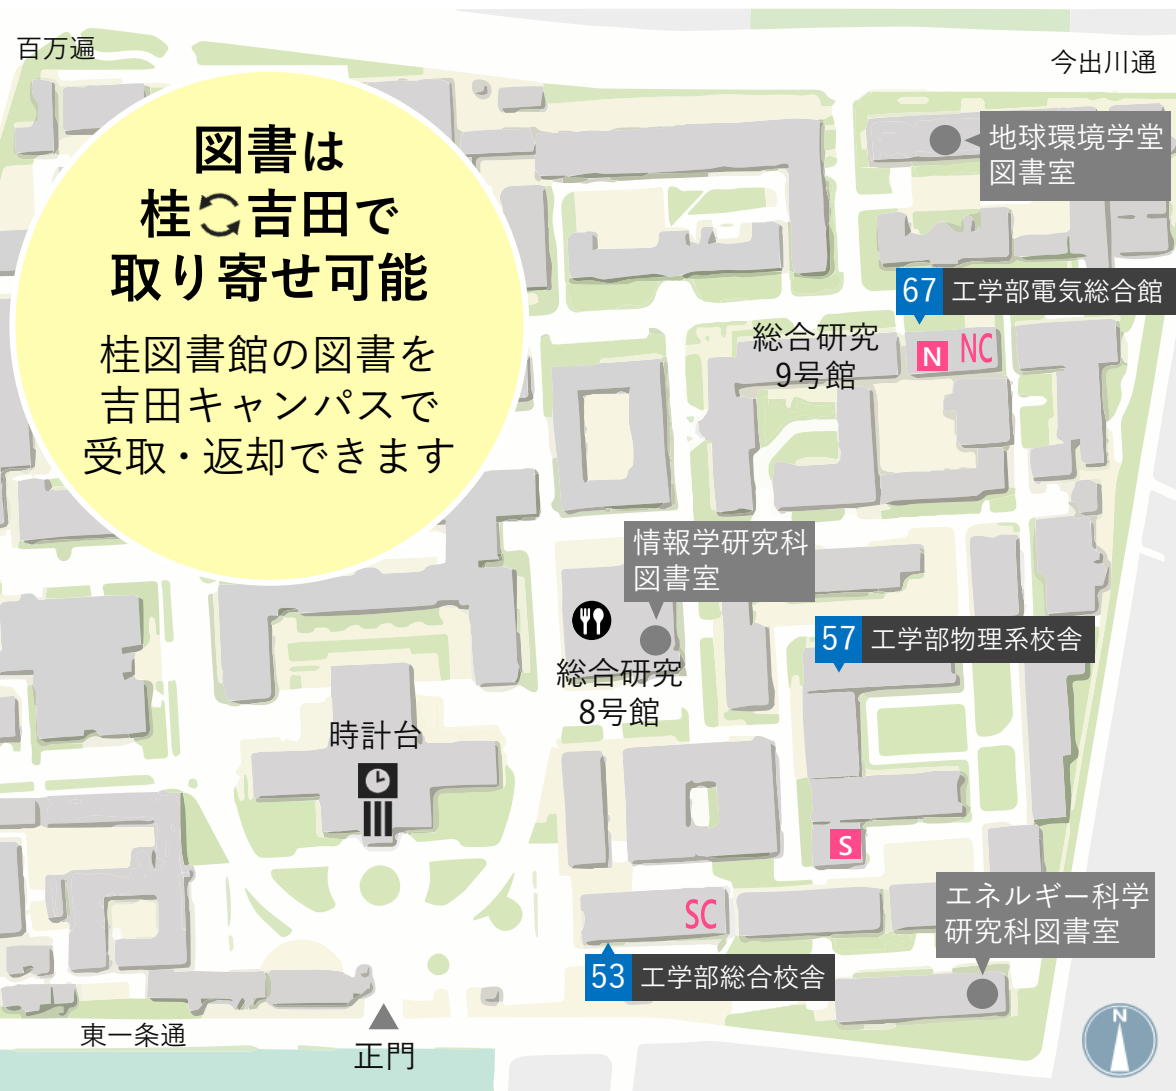 百万遍
今出川通
図書は
桂 吉田で
取り寄せ可能
桂図書館の図書を
吉田キャンパスで
受取・返却できます
地球環境学堂
図書室
67 工学部電気総合館
総合研究
9号館
N NC
情報学研究科
図書室
57 工学部物理系校舎
総合研究
8号館
時計台
S
エネルギー科学
研究科図書室
SC
53 工学部総合校舎
東一条通
正門
N